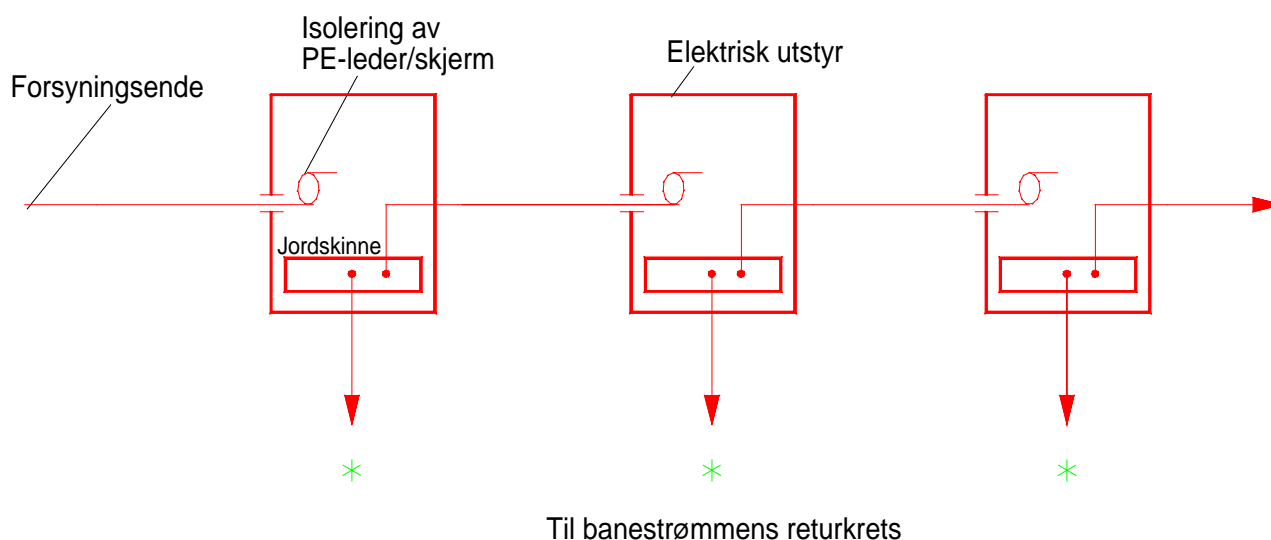 Isolering av
PE-leder/skjerm
Elektrisk utstyr
Forsyningsende
Jordskinne
Til banestrømmens returkrets